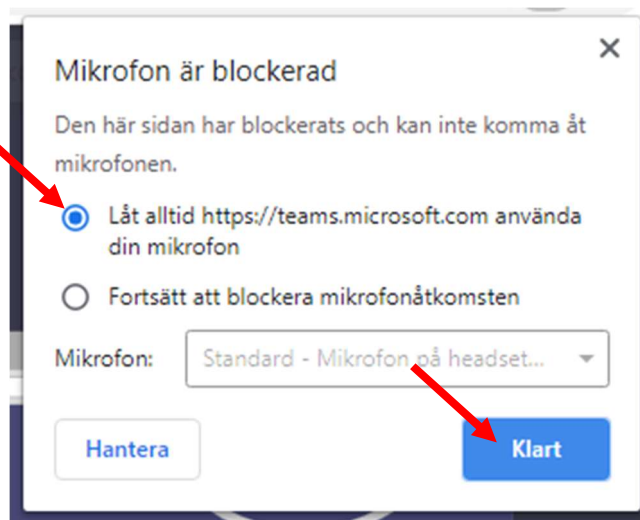 Mikrofon är blockerad
Den här sidan har blockerats och kan inte komma åt
mikrofonen.
Låt alltid https://teams.microsoft.com använda
din mikrofon
Fortsätt att blockera mikrofonåtkomsten
Mikrofon: Standard - Mikrofon på headset...
Hantera Klart